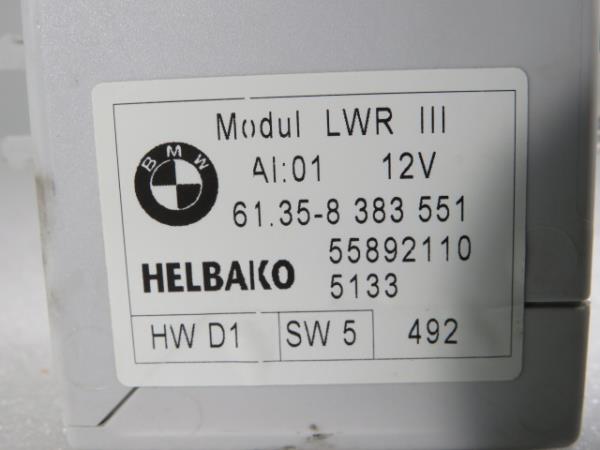 Modul LWR III
BMW
AI:01 12V
61.35-8 383 551
HELBAKO
55892110
5133
HW D1 SW 5 492